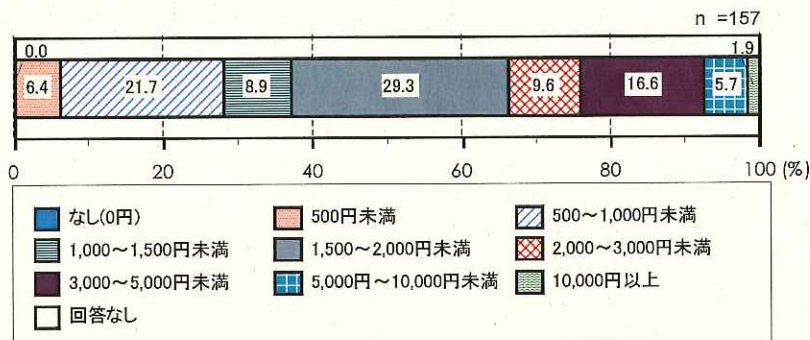 n =157
0.0 1.9
6.4 21.7 8.9 29.3 9.6 16.6 5.7
0 20 40 60 80 100 (%)
なし(0円) 500円未満 500～1,000円未満
1,000～1,500円未満 1,500～2,000円未満 2,000～3,000円未満
3,000～5,000円未満 5,000円～10,000円未満 10,000円以上
回答なし